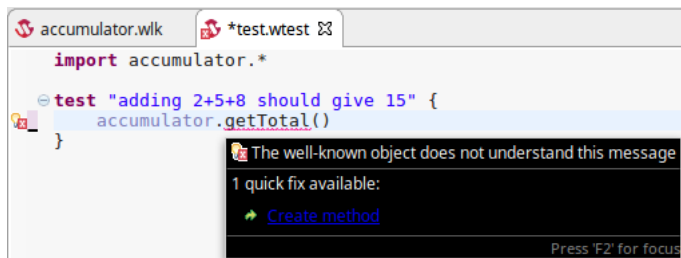 accumulator.wlk *test.wtest
import accumulator.*
test "adding 2+5+8 should give 15" {
accumulator.getTotal()
}
The well-known object does not understand this message
1 quick fix available:
Create method
Press 'F2' for focus